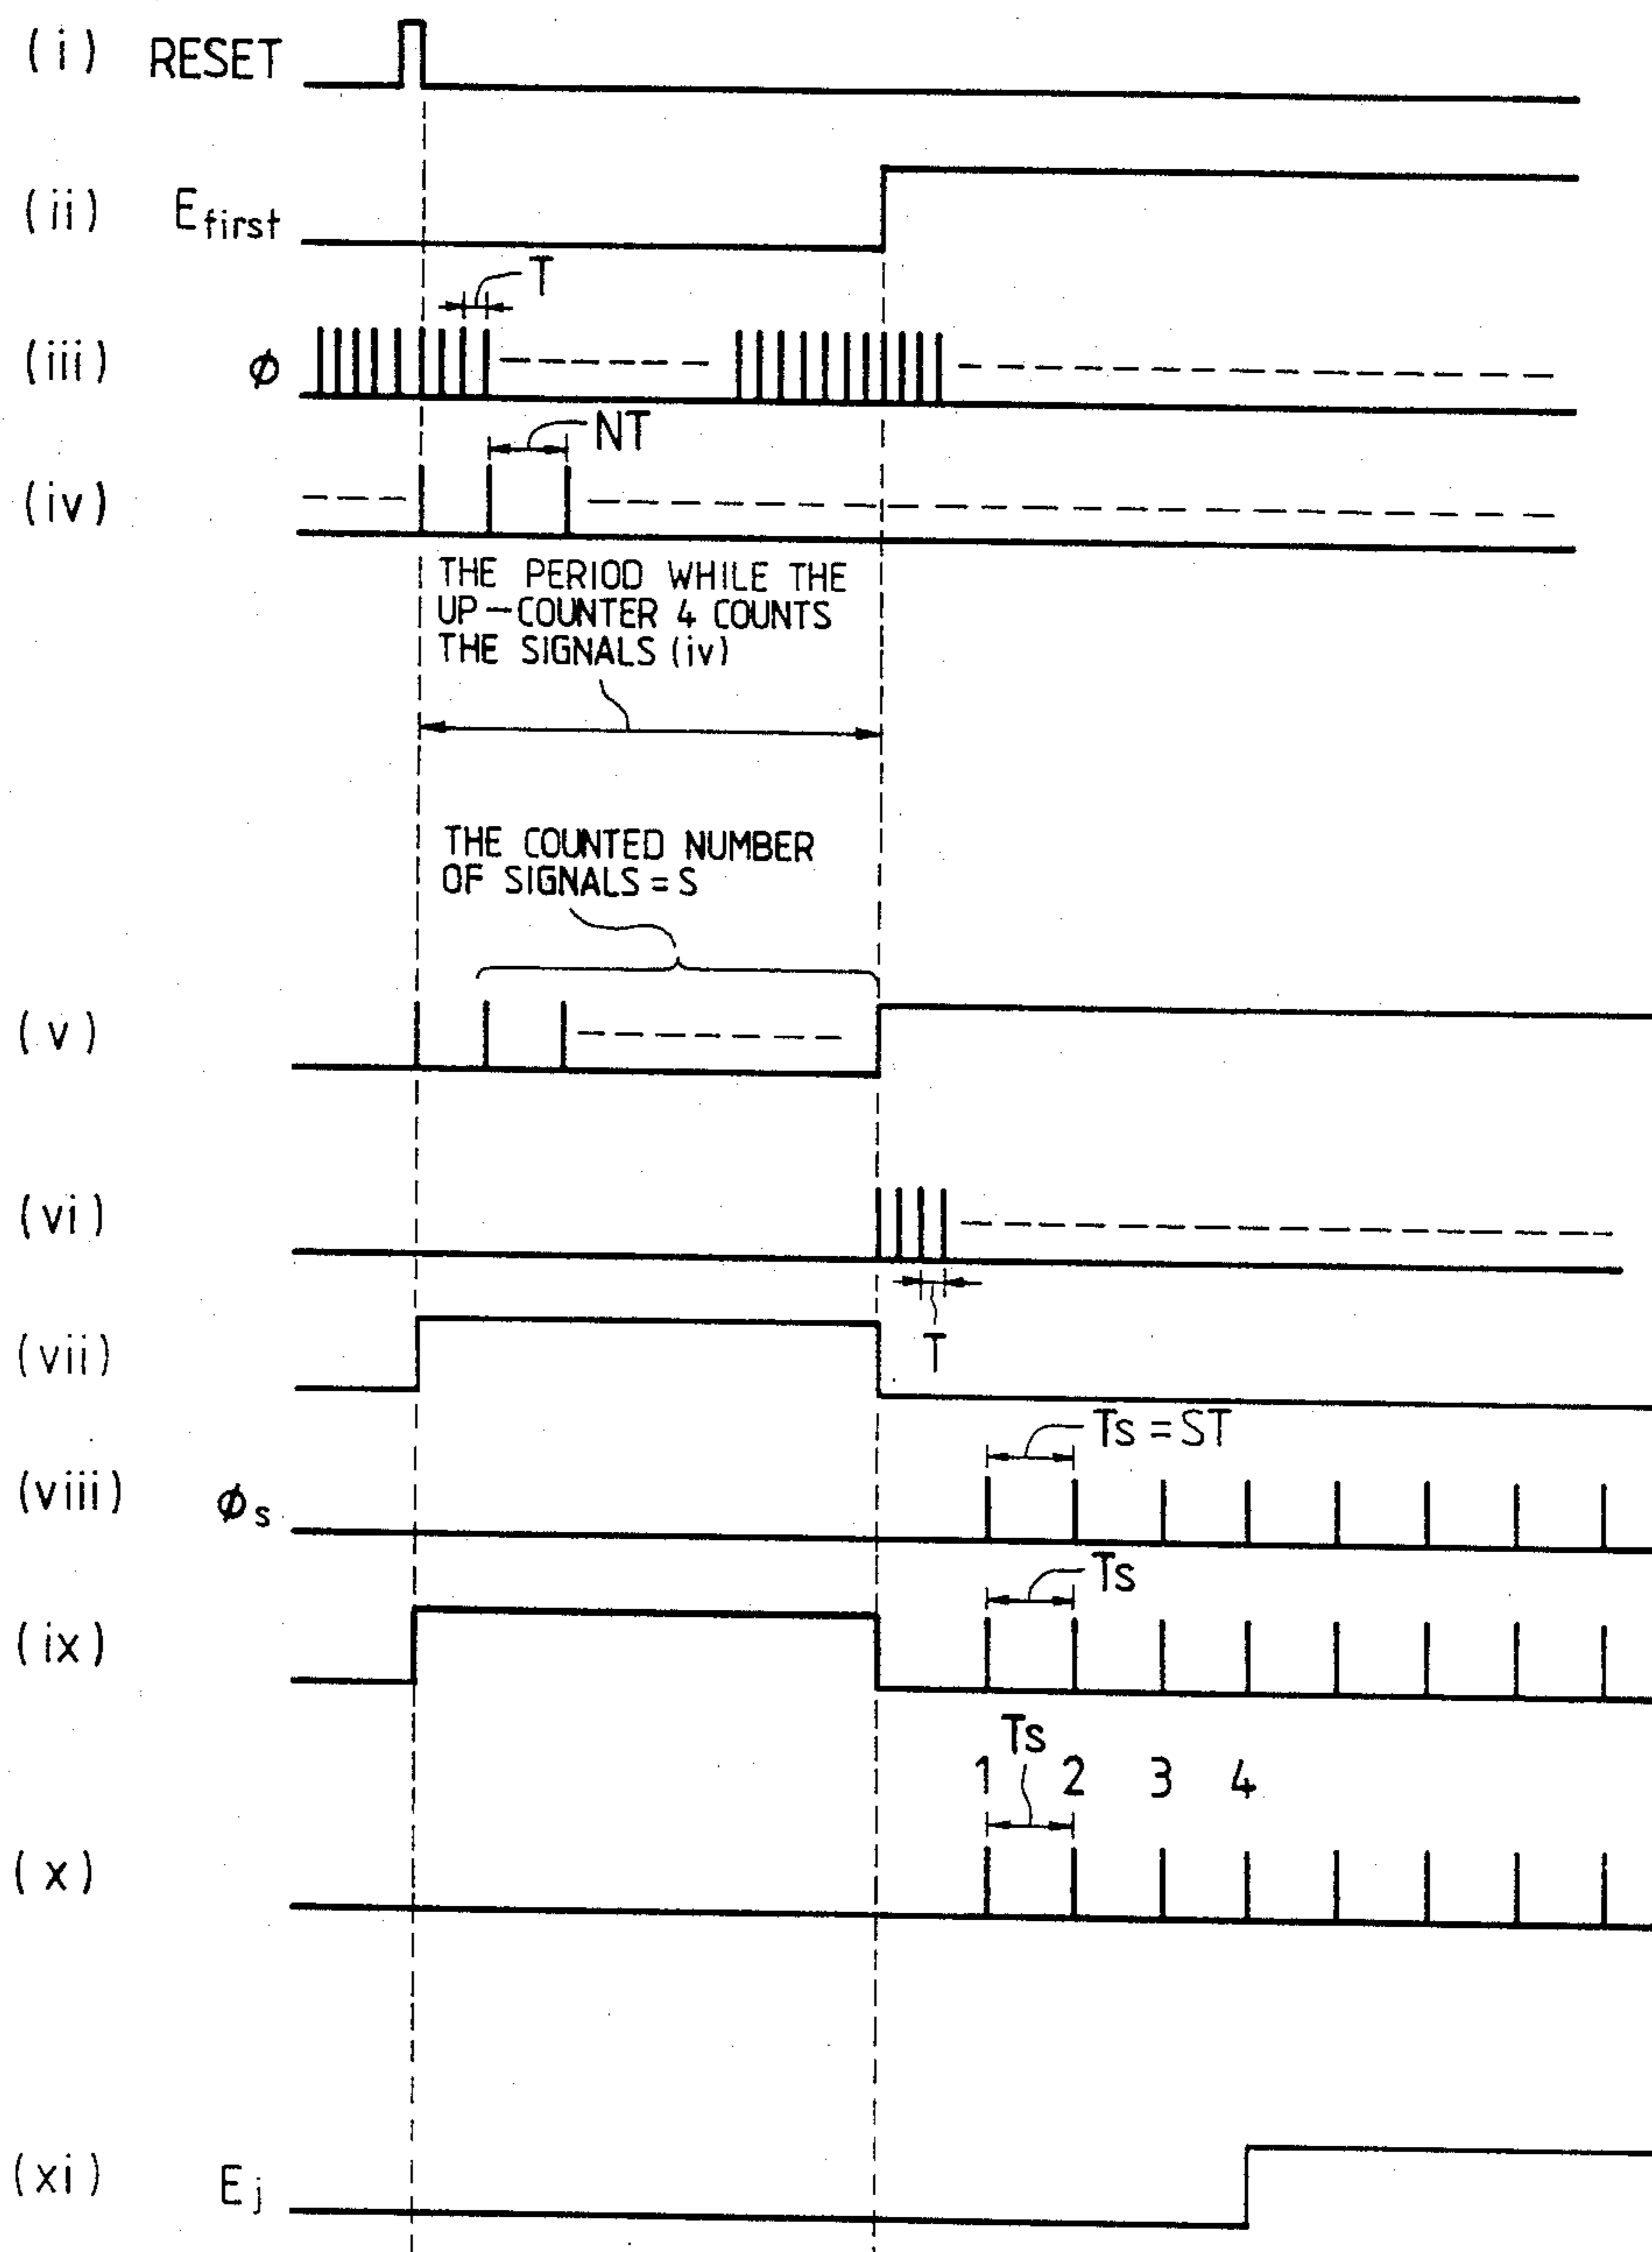 (i) RESET
(ii) Efirst
T
(iii) ϕ
NT
(iv)
THE PERIOD WHILE THE
UP-COUNTER 4 COUNTS
THE SIGNALS (iv)
THE COUNTED NUMBER
OF SIGNALS = S
(v)
(vi)
T
(vii)
Ts = ST
(viii) ϕs
Ts
(ix)
Ts
1 2 3 4
(x)
(xi) Ej